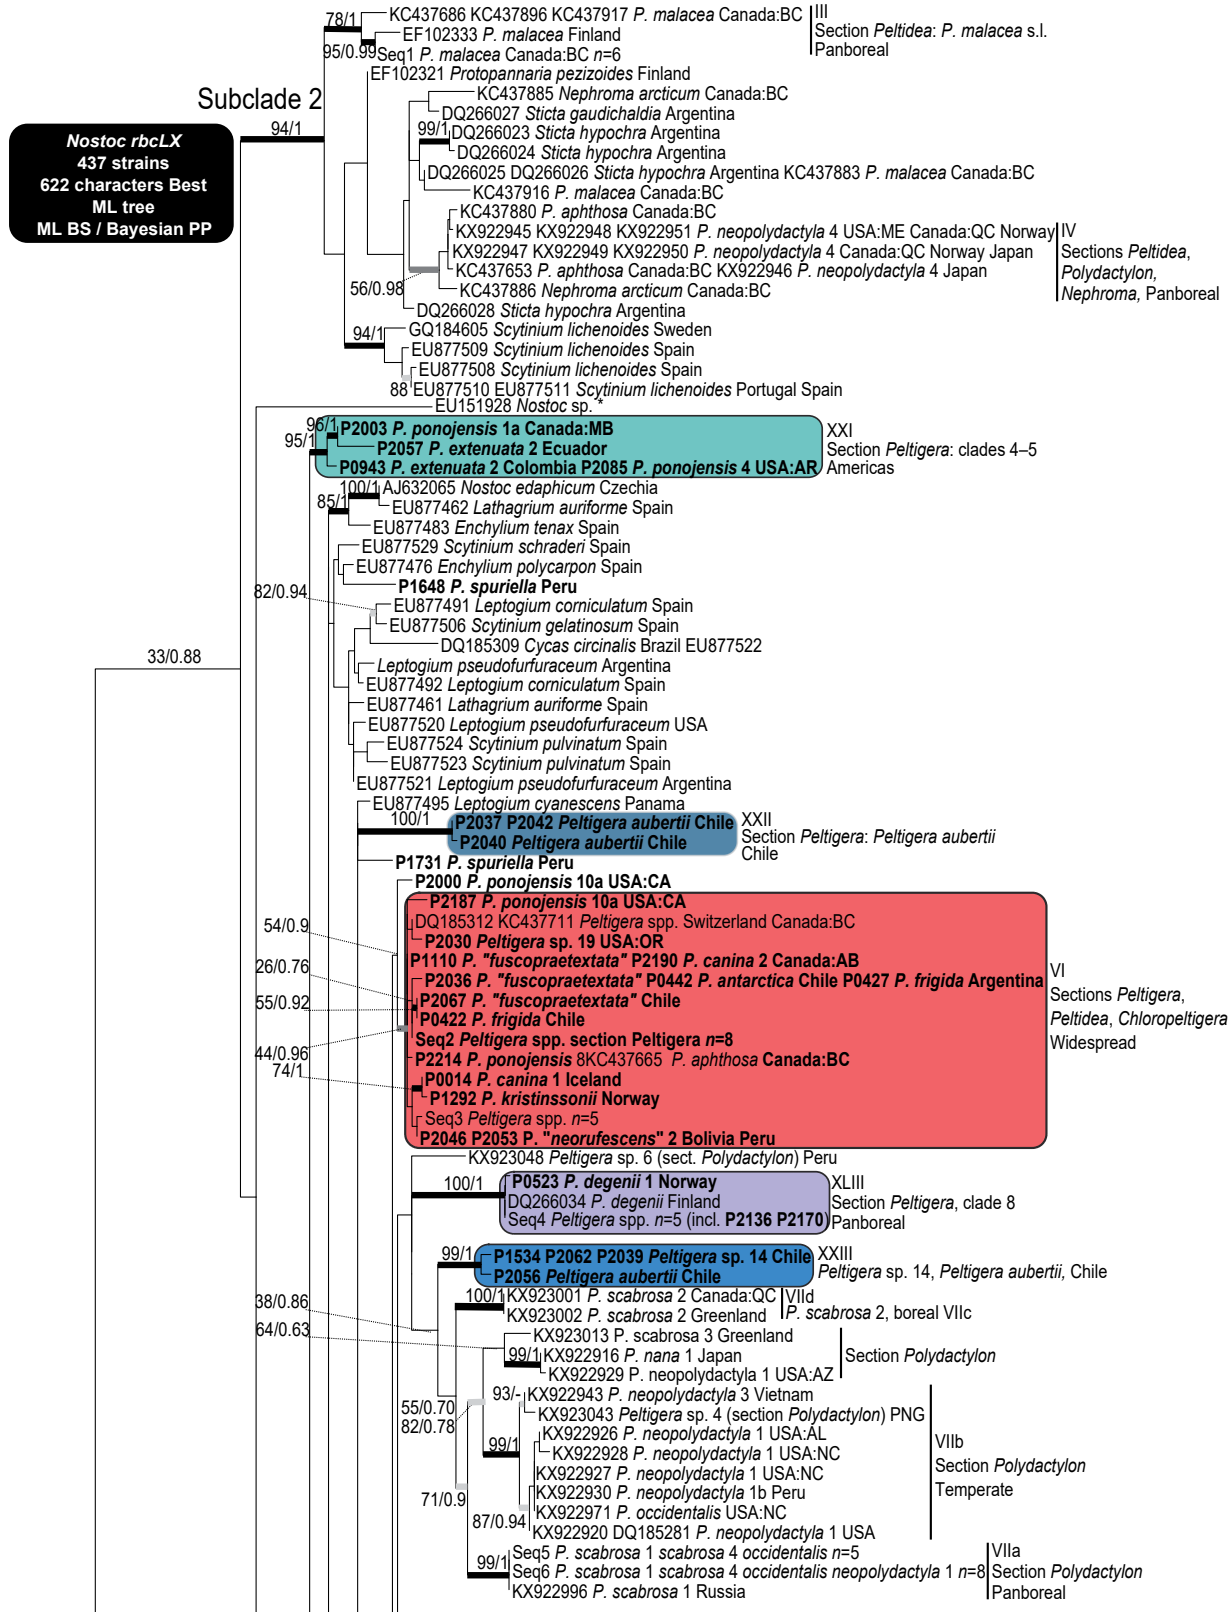 78/1
KC437686 KC437896 KC437917 P. malacea Canada:BC
III
EF102333 P. malacea Finland
Section Peltidea: P. malacea s.l.
95/0.99
Seq1 P. malacea Canada:BC n=6
Panboreal
EF102321 Protopannaria pezizoides Finland
Subclade 2
KC437885 Nephroma arcticum Canada:BC
DQ266027 Sticta gaudichaldia Argentina
94/1
99/1
DQ266023 Sticta hypochra Argentina
Nostoc rbcLX
437 strains
622 characters Best
ML tree
ML BS / Bayesian PP
DQ266024 Sticta hypochra Argentina
DQ266025 DQ266026 Sticta hypochra Argentina KC437883 P. malacea Canada:BC
KC437916 P. malacea Canada:BC
KC437880 P. aphthosa Canada:BC
KX922945 KX922948 KX922951 P. neopolydactyla 4 USA:ME Canada:QC Norway
IV
KX922947 KX922949 KX922950 P. neopolydactyla 4 Canada:QC Norway Japan
Sections Peltidea,
KC437653 P. aphthosa Canada:BC KX922946 P. neopolydactyla 4 Japan
Polydactylon,
56/0.98
KC437886 Nephroma arcticum Canada:BC
Nephroma, Panboreal
DQ266028 Sticta hypochra Argentina
94/1
GQ184605 Scytinium lichenoides Sweden
EU877509 Scytinium lichenoides Spain
EU877508 Scytinium lichenoides Spain
88 EU877510 EU877511 Scytinium lichenoides Portugal Spain
EU151928 Nostoc sp. *
96/1
95/1
P2003 P. ponojensis 1a Canada:MB
XXI
P2057 P. extenuata 2 Ecuador
Section Peltigera: clades 4–5
P0943 P. extenuata 2 Colombia P2085 P. ponojensis 4 USA:AR
Americas
100/1
AJ632065 Nostoc edaphicum Czechia
85/1
EU877462 Lathagrium auriforme Spain
EU877483 Enchylium tenax Spain
EU877529 Scytinium schraderi Spain
EU877476 Enchylium polycarpon Spain
82/0.94
P1648 P. spuriella Peru
EU877491 Leptogium corniculatum Spain
EU877506 Scytinium gelatinosum Spain
DQ185309 Cycas circinalis Brazil EU877522
33/0.88
Leptogium pseudofurfuraceum Argentina
EU877492 Leptogium corniculatum Spain
EU877461 Lathagrium auriforme Spain
EU877520 Leptogium pseudofurfuraceum USA
EU877524 Scytinium pulvinatum Spain
EU877523 Scytinium pulvinatum Spain
EU877521 Leptogium pseudofurfuraceum Argentina
EU877495 Leptogium cyanescens Panama
100/1
P2037 P2042 Peltigera aubertii Chile
XXII
P2040 Peltigera aubertii Chile
Section Peltigera: Peltigera aubertii
Chile
P1731 P. spuriella Peru
P2000 P. ponojensis 10a USA:CA
P2187 P. ponojensis 10a USA:CA
54/0.9
DQ185312 KC437711 Peltigera spp. Switzerland Canada:BC
P2030 Peltigera sp. 19 USA:OR
26/0.76
P1110 P. "fuscopraetextata" P2190 P. canina 2 Canada:AB
P2036 P. "fuscopraetextata" P0442 P. antarctica Chile P0427 P. frigida Argentina
VI
55/0.92
P2067 P. "fuscopraetextata" Chile
Sections Peltigera,
P0422 P. frigida Chile
Peltidea, Chloropeltigera
Seq2 Peltigera spp. section Peltigera n=8
Widespread
44/0.96
P2214 P. ponojensis 8KC437665 P. aphthosa Canada:BC
74/1
P0014 P. canina 1 Iceland
P1292 P. kristinssonii Norway
Seq3 Peltigera spp. n=5
P2046 P2053 P. "neorufescens" 2 Bolivia Peru
KX923048 Peltigera sp. 6 (sect. Polydactylon) Peru
100/1
P0523 P. degenii 1 Norway
XLIII
DQ266034 P. degenii Finland
Section Peltigera, clade 8
Seq4 Peltigera spp. n=5 (incl. P2136 P2170)
Panboreal
99/1
P1534 P2062 P2039 Peltigera sp. 14 Chile
XXIII
P2056 Peltigera aubertii Chile
Peltigera sp. 14, Peltigera aubertii, Chile
38/0.86
100/1
KX923001 P. scabrosa 2 Canada:QC
VIId
KX923002 P. scabrosa 2 Greenland
P. scabrosa 2, boreal VIIc
64/0.63
KX923013 P. scabrosa 3 Greenland
99/1
KX922916 P. nana 1 Japan
Section Polydactylon
KX922929 P. neopolydactyla 1 USA:AZ
93/-
KX922943 P. neopolydactyla 3 Vietnam
55/0.70
KX923043 Peltigera sp. 4 (section Polydactylon) PNG
82/0.78
KX922926 P. neopolydactyla 1 USA:AL
VIIb
99/1
KX922928 P. neopolydactyla 1 USA:NC
Section Polydactylon
KX922927 P. neopolydactyla 1 USA:NC
Temperate
71/0.9
KX922930 P. neopolydactyla 1b Peru
KX922971 P. occidentalis USA:NC
87/0.94
KX922920 DQ185281 P. neopolydactyla 1 USA
Seq5 P. scabrosa 1 scabrosa 4 occidentalis n=5
VIIa
99/1
Seq6 P. scabrosa 1 scabrosa 4 occidentalis neopolydactyla 1 n=8
Section Polydactylon
KX922996 P. scabrosa 1 Russia
Panboreal